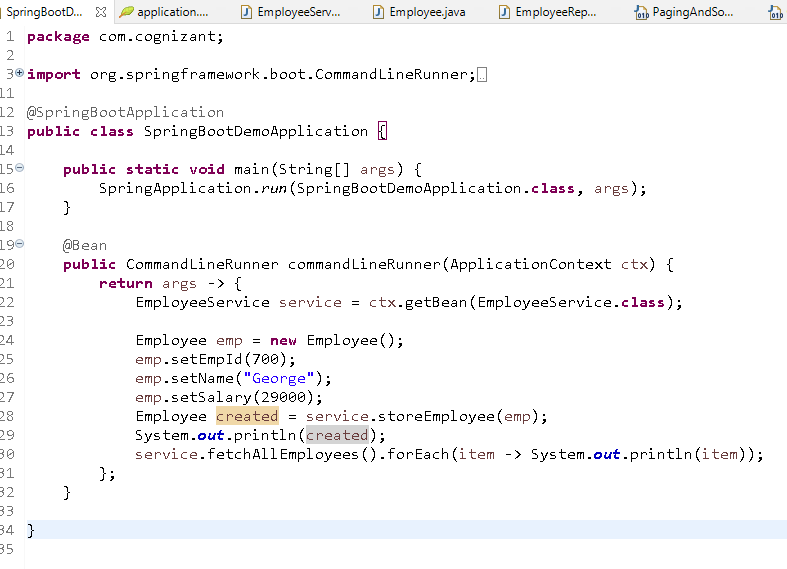 SpringBootD... application.... EmployeeServ... Employee.java EmployeeRep... PagingAndSo...
1 package com.cognizant;
2
3 import org.springframework.boot.CommandLineRunner;
11
12 @SpringBootApplication
13 public class SpringBootDemoApplication {
14
15 public static void main(String[] args) {
16 SpringApplication.run(SpringBootDemoApplication.class, args);
17 }
18
19 @Bean
20 public CommandLineRunner commandLineRunner(ApplicationContext ctx) {
21 return args -> {
22 EmployeeService service = ctx.getBean(EmployeeService.class);
23
24 Employee emp = new Employee();
25 emp.setEmpId(700);
26 emp.setName("George");
27 emp.setSalary(29000);
28 Employee created = service.storeEmployee(emp);
29 System.out.println(created);
30 service.fetchAllEmployees().forEach(item -> System.out.println(item));
31 };
32 }
33
34 }
35